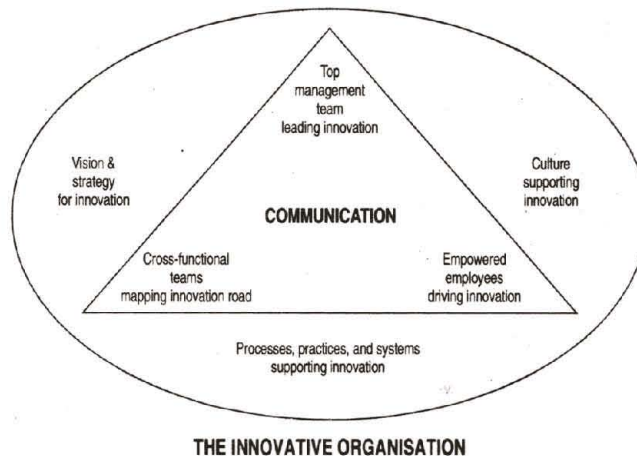 Top
management
team
leading innovation
Vision &
strategy
for innovation
Culture
supporting
innovation
COMMUNICATION
Cross-functional
teams
mapping innovation road
Empowered
employees
driving innovation
Processes, practices, and systems
supporting innovation
THE INNOVATIVE ORGANISATION